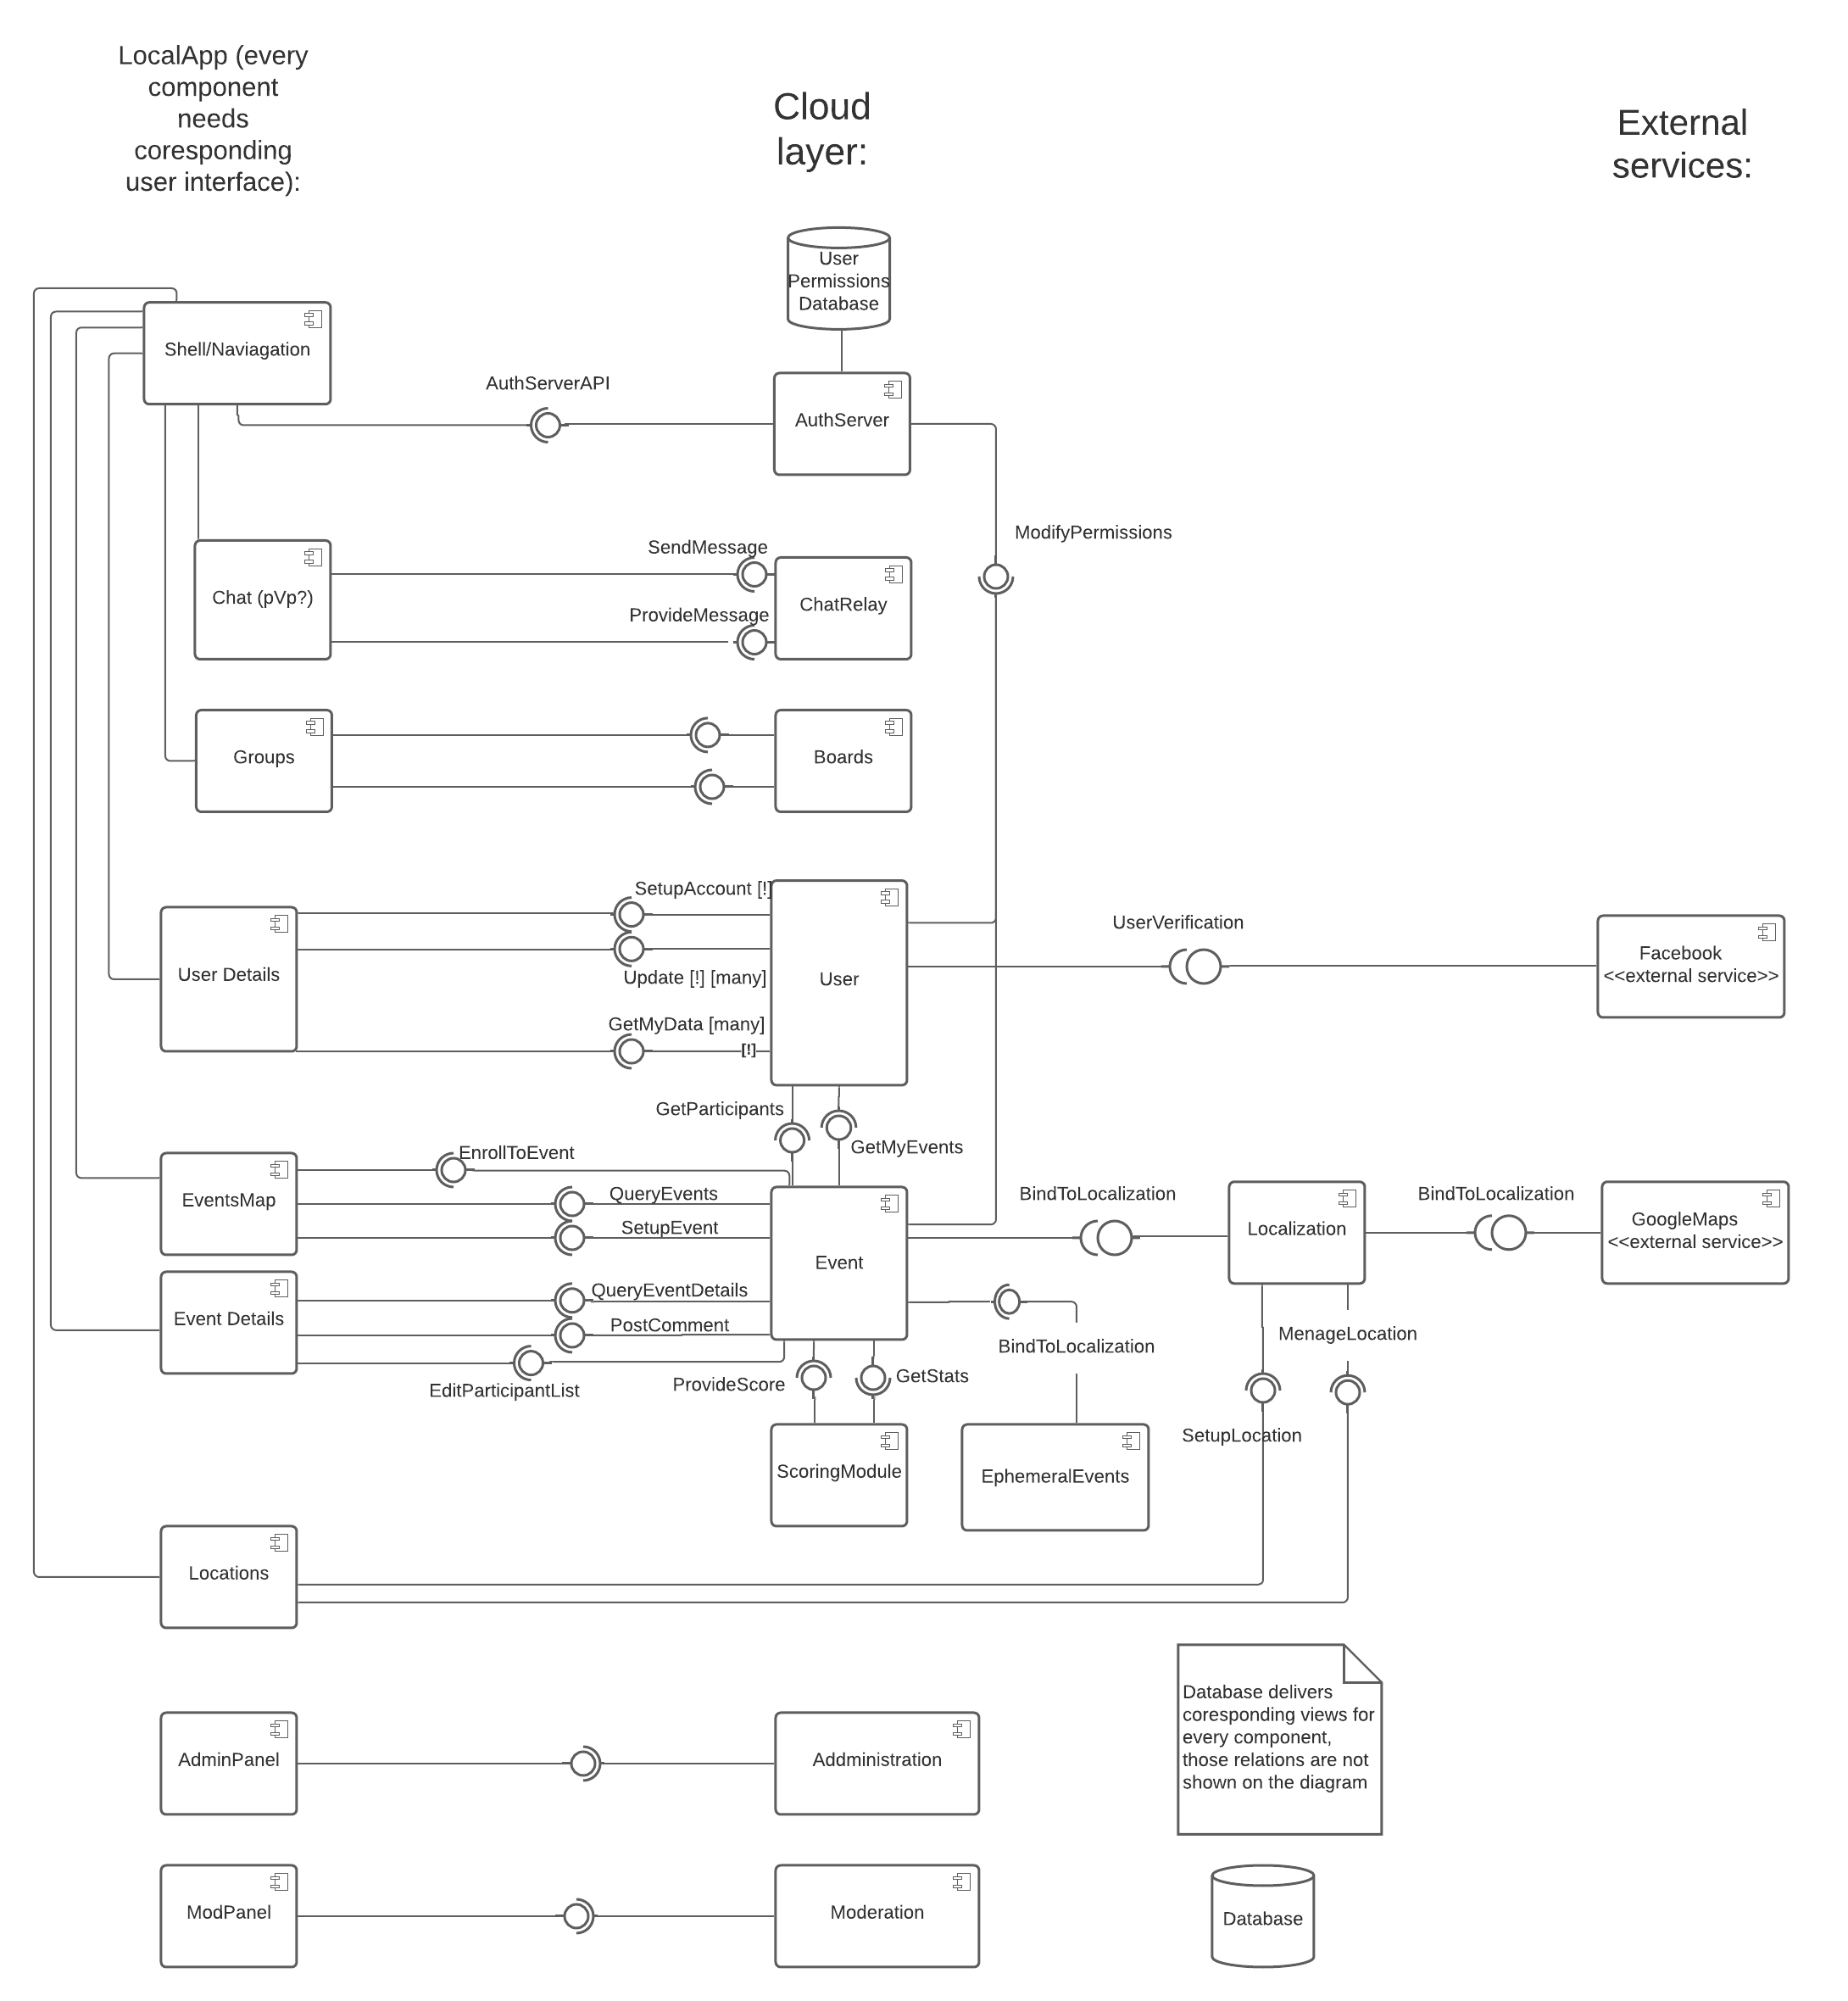 LocalApp (every
component
needs
coresponding
user interface):
Cloud
layer:
External
services:
User
Permissions
Database
Shell/Naviagation
AuthServerAPI
AuthServer
ModifyPermissions
SendMessage
Chat (pVp?)
ChatRelay
ProvideMessage
Groups
Boards
SetupAccount [!]
User Details
Update [!] [many]
User
UserVerification
Facebook
<<external service>>
GetMyData [many]
[!]
GetParticipants
GetMyEvents
EnrollToEvent
EventsMap
QueryEvents
SetupEvent
Event
BindToLocalization
Localization
BindToLocalization
GoogleMaps
<<external service>>
Event Details
QueryEventDetails
PostComment
EditParticipantList
BindToLocalization
MenageLocation
ProvideScore
GetStats
SetupLocation
ScoringModule
EphemeralEvents
Locations
Database delivers
coresponding views for
every component,
those relations are not
shown on the diagram
AdminPanel
Addministration
ModPanel
Moderation
Database